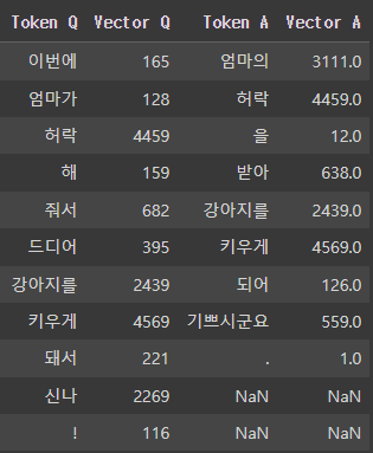 Token Q Vector Q Token A Vector A
이번에 165 엄마의 3111.0
엄마가 128 허락 4459.0
허락 4459 을 12.0
해 159 받아 638.0
줘서 682 강아지를 2439.0
드디어 395 키우게 4569.0
강아지를 2439 되어 126.0
키우게 4569 기쁘시군요 559.0
돼서 221 . 1.0
신나 2269 NaN NaN
! 116 NaN NaN